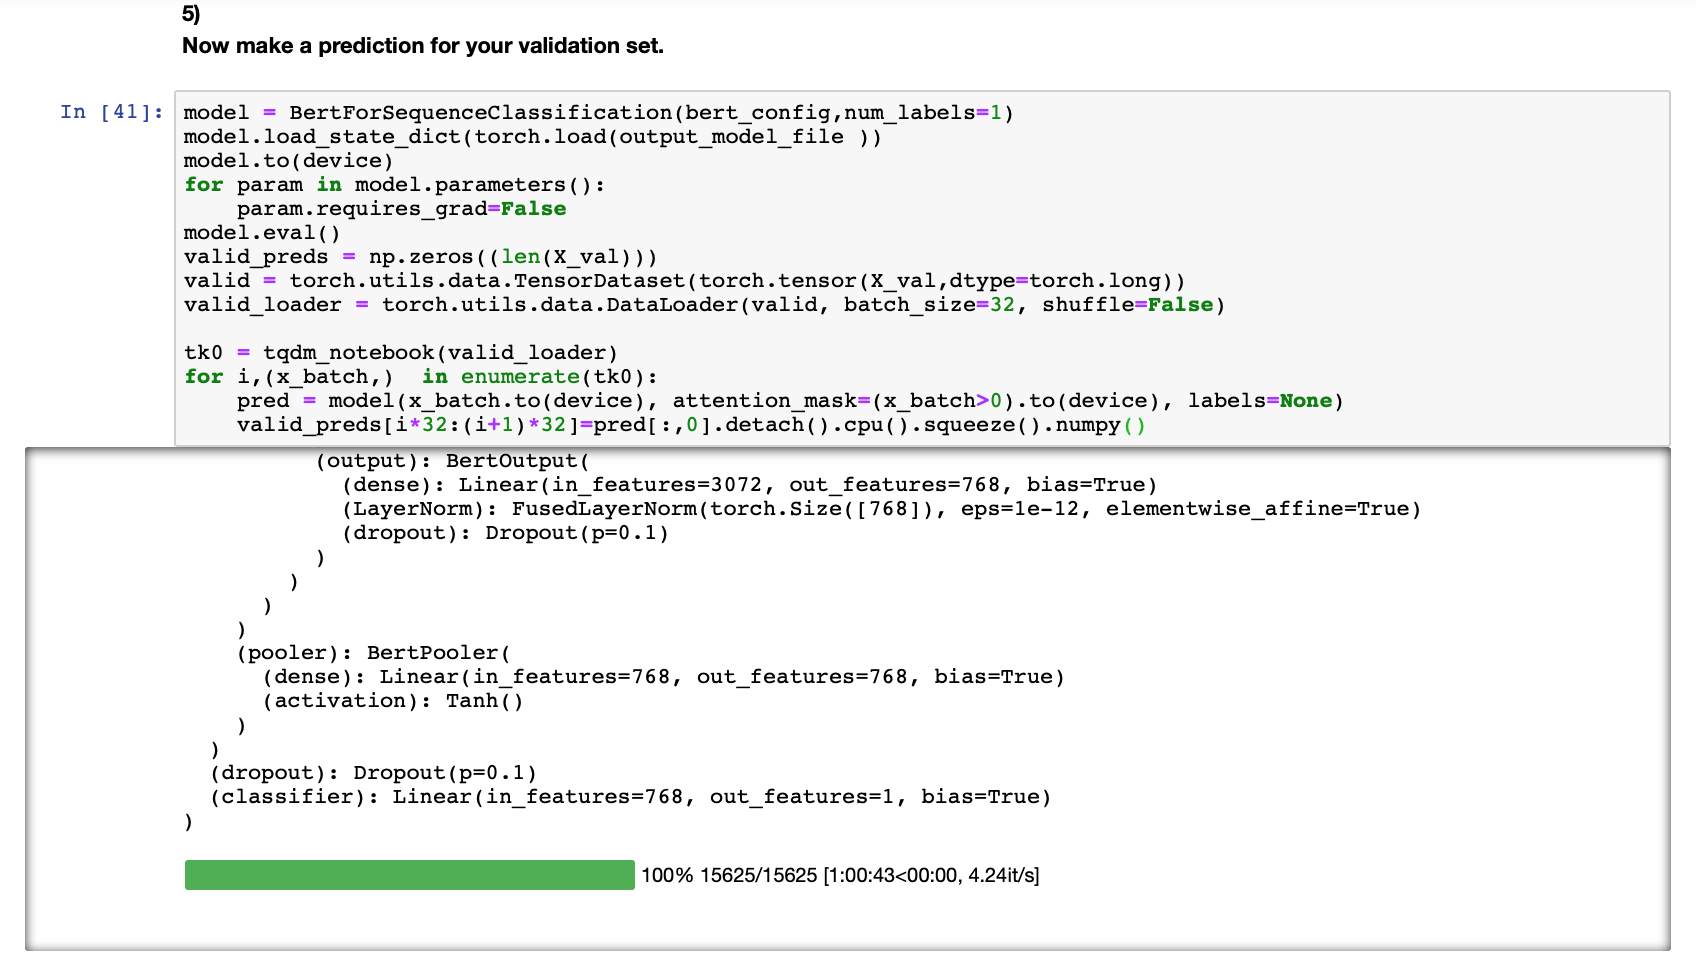 5)
Now make a prediction for your validation set.
In [41]:
model = BertForSequenceClassification(bert_config,num_labels=1)
model.load_state_dict(torch.load(output_model_file ))
model.to(device)
for param in model.parameters():
    param.requires_grad=False
model.eval()
valid_preds = np.zeros((len(X_val)))
valid = torch.utils.data.TensorDataset(torch.tensor(X_val,dtype=torch.long))
valid_loader = torch.utils.data.DataLoader(valid, batch_size=32, shuffle=False)

tk0 = tqdm_notebook(valid_loader)
for i,(x_batch,)  in enumerate(tk0):
    pred = model(x_batch.to(device), attention_mask=(x_batch>0).to(device), labels=None)
    valid_preds[i*32:(i+1)*32]=pred[:,0].detach().cpu().squeeze().numpy()
          (output): BertOutput(
            (dense): Linear(in_features=3072, out_features=768, bias=True)
            (LayerNorm): FusedLayerNorm(torch.Size([768]), eps=1e-12, elementwise_affine=True)
            (dropout): Dropout(p=0.1)
          )
        )
      )
    )
    (pooler): BertPooler(
      (dense): Linear(in_features=768, out_features=768, bias=True)
      (activation): Tanh()
    )
  )
  (dropout): Dropout(p=0.1)
  (classifier): Linear(in_features=768, out_features=1, bias=True)
)
100% 15625/15625 [1:00:43<00:00, 4.24it/s]